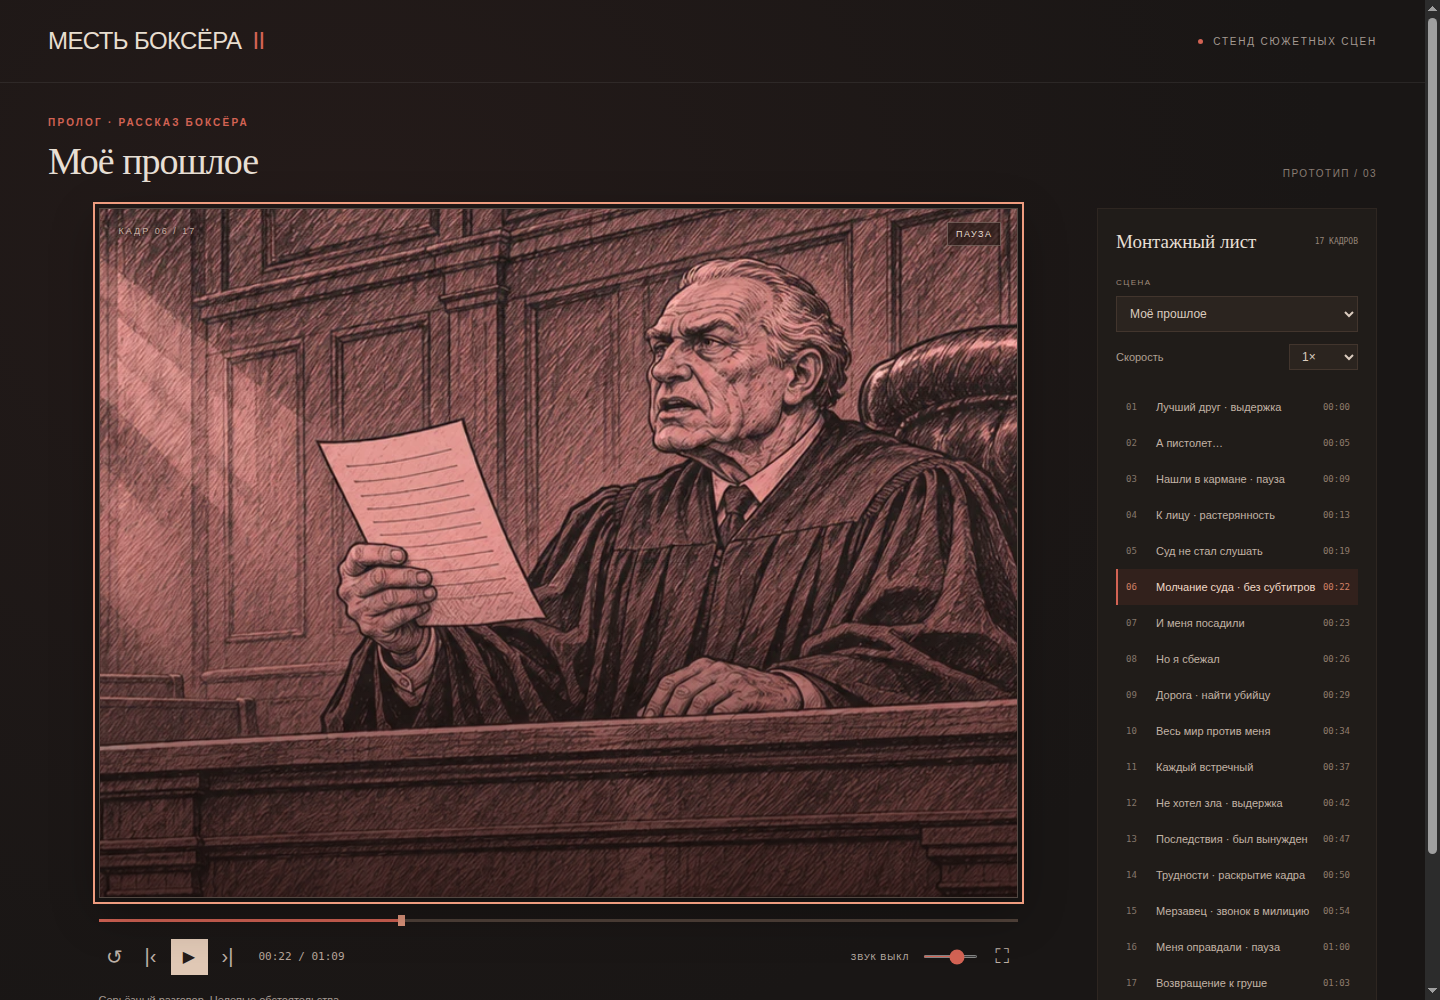 МЕСТЬ БОКСЁРА II
СТЕНД СЮЖЕТНЫХ СЦЕН
ПРОЛОГ · РАССКАЗ БОКСЁРА
Моё прошлое
ПРОТОТИП / 03
КАДР 06 / 17
ПАУЗА
Монтажный лист
17 КАДРОВ
СЦЕНА
Моё прошлое
Скорость
1×
01 Лучший друг · выдержка 00:00
02 А пистолет… 00:05
03 Нашли в кармане · пауза 00:09
04 К лицу · растерянность 00:13
05 Суд не стал слушать 00:19
06 Молчание суда · без субтитров 00:22
07 И меня посадили 00:23
08 Но я сбежал 00:26
09 Дорога · найти убийцу 00:29
10 Весь мир против меня 00:34
11 Каждый встречный 00:37
12 Не хотел зла · выдержка 00:42
13 Последствия · был вынужден 00:47
14 Трудности · раскрытие кадра 00:50
15 Мерзавец · звонок в милицию 00:54
16 Меня оправдали · пауза 01:00
17 Возвращение к груше 01:03
00:22 / 01:09
ЗВУК ВЫКЛ